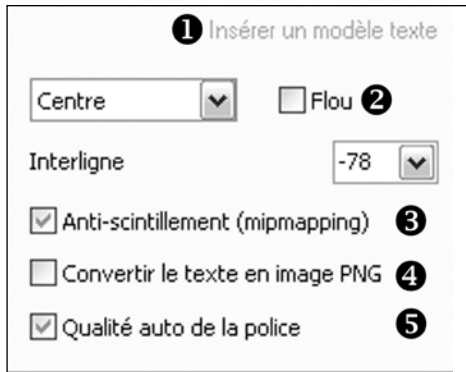 ❶ Insérer un modèle texte
Centre Flou ❷
Interligne -78
Anti-scintillement (mipmapping) ❸
Convertir le texte en image PNG ❹
Qualité auto de la police ❺